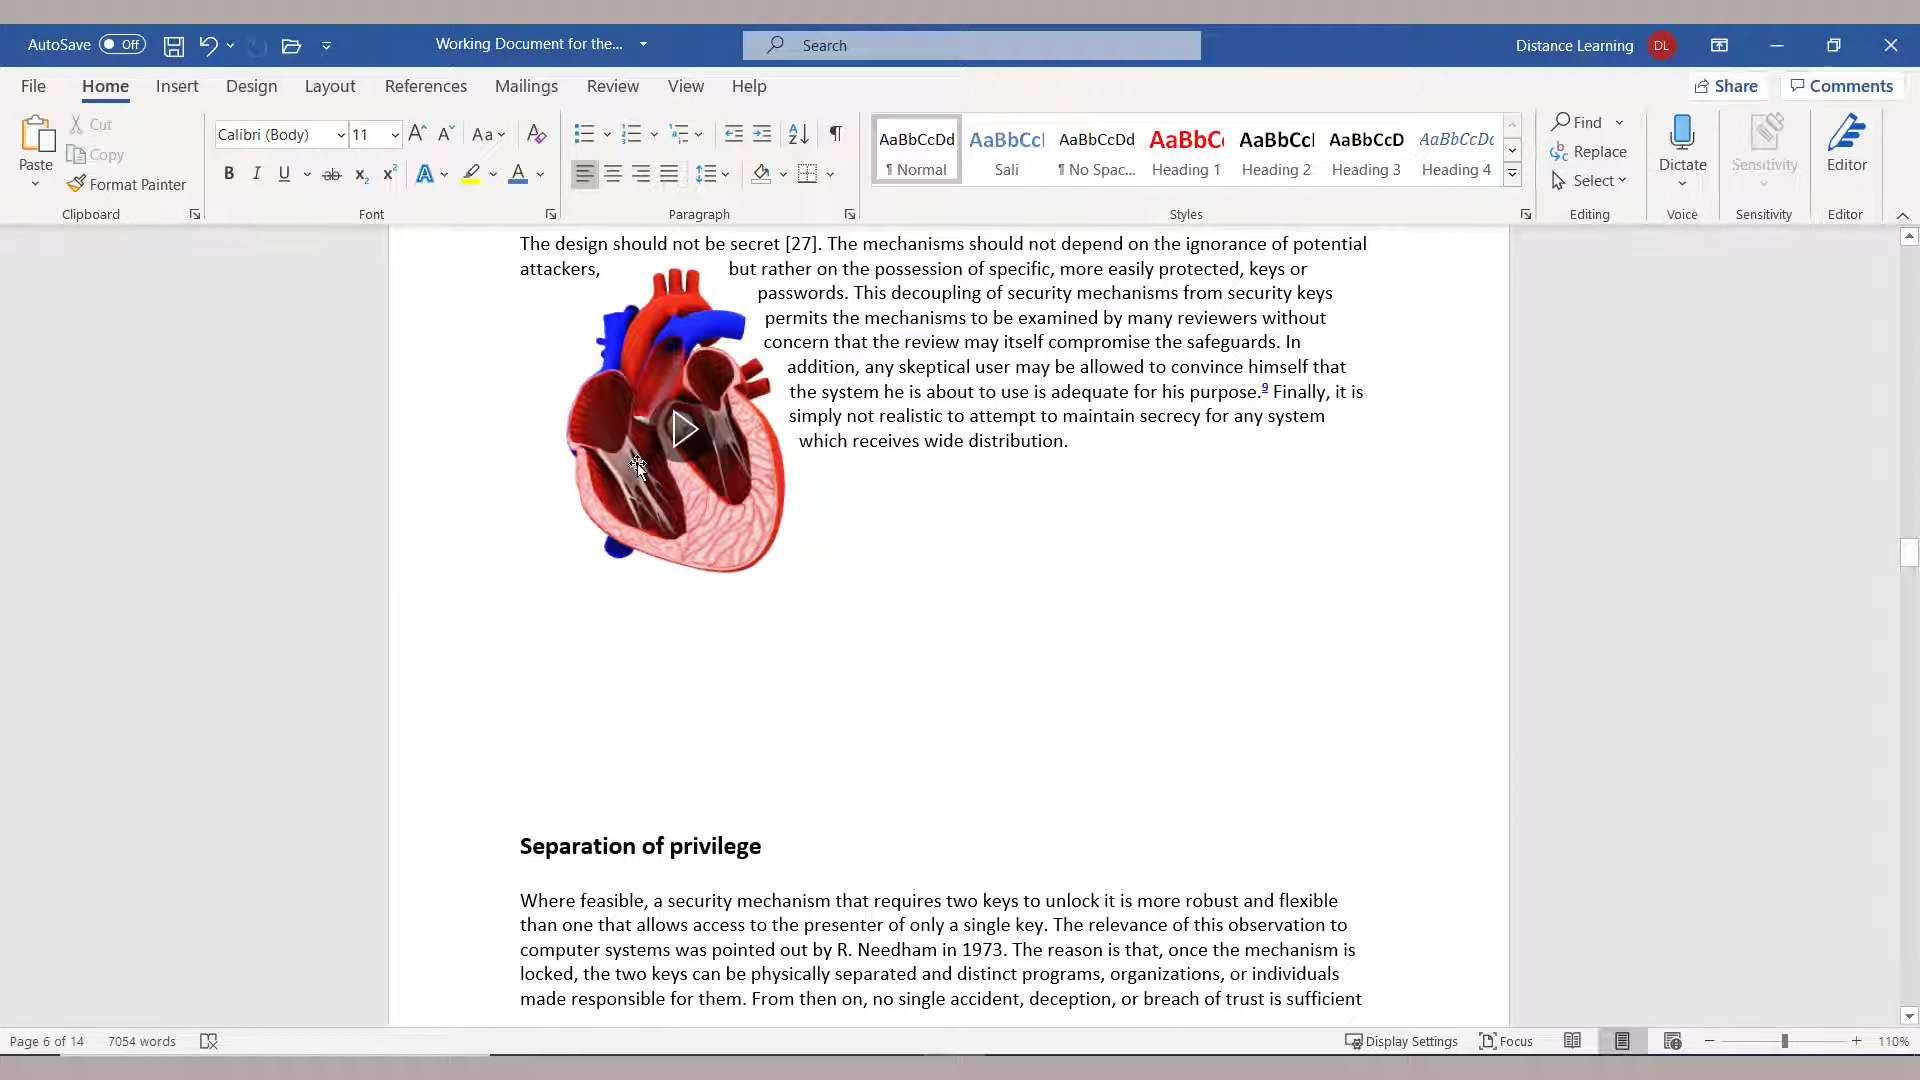 AutoSave Off Working Document for the... Search Distance Learning DL
File Home Insert Design Layout References Mailings Review View Help Share Comments
Paste Cut Copy Format Painter Clipboard
Calibri (Body) 11 Aa
B I U ab x₂ x² A A Font
Paragraph
AaBbCcDd AaBbCcI AaBbCcDd AaBbC AaBbCcI AaBbCcD AaBbCcDc
¶ Normal Sali ¶ No Spac... Heading 1 Heading 2 Heading 3 Heading 4
Styles
Find Replace Select Editing
Dictate Voice
Sensitivity Sensitivity
Editor Editor
The design should not be secret [27]. The mechanisms should not depend on the ignorance of potential
attackers, but rather on the possession of specific, more easily protected, keys or
passwords. This decoupling of security mechanisms from security keys
permits the mechanisms to be examined by many reviewers without
concern that the review may itself compromise the safeguards. In
addition, any skeptical user may be allowed to convince himself that
the system he is about to use is adequate for his purpose.9 Finally, it is
simply not realistic to attempt to maintain secrecy for any system
which receives wide distribution.
Separation of privilege
Where feasible, a security mechanism that requires two keys to unlock it is more robust and flexible
than one that allows access to the presenter of only a single key. The relevance of this observation to
computer systems was pointed out by R. Needham in 1973. The reason is that, once the mechanism is
locked, the two keys can be physically separated and distinct programs, organizations, or individuals
made responsible for them. From then on, no single accident, deception, or breach of trust is sufficient
Page 6 of 14 7054 words Display Settings Focus 110%